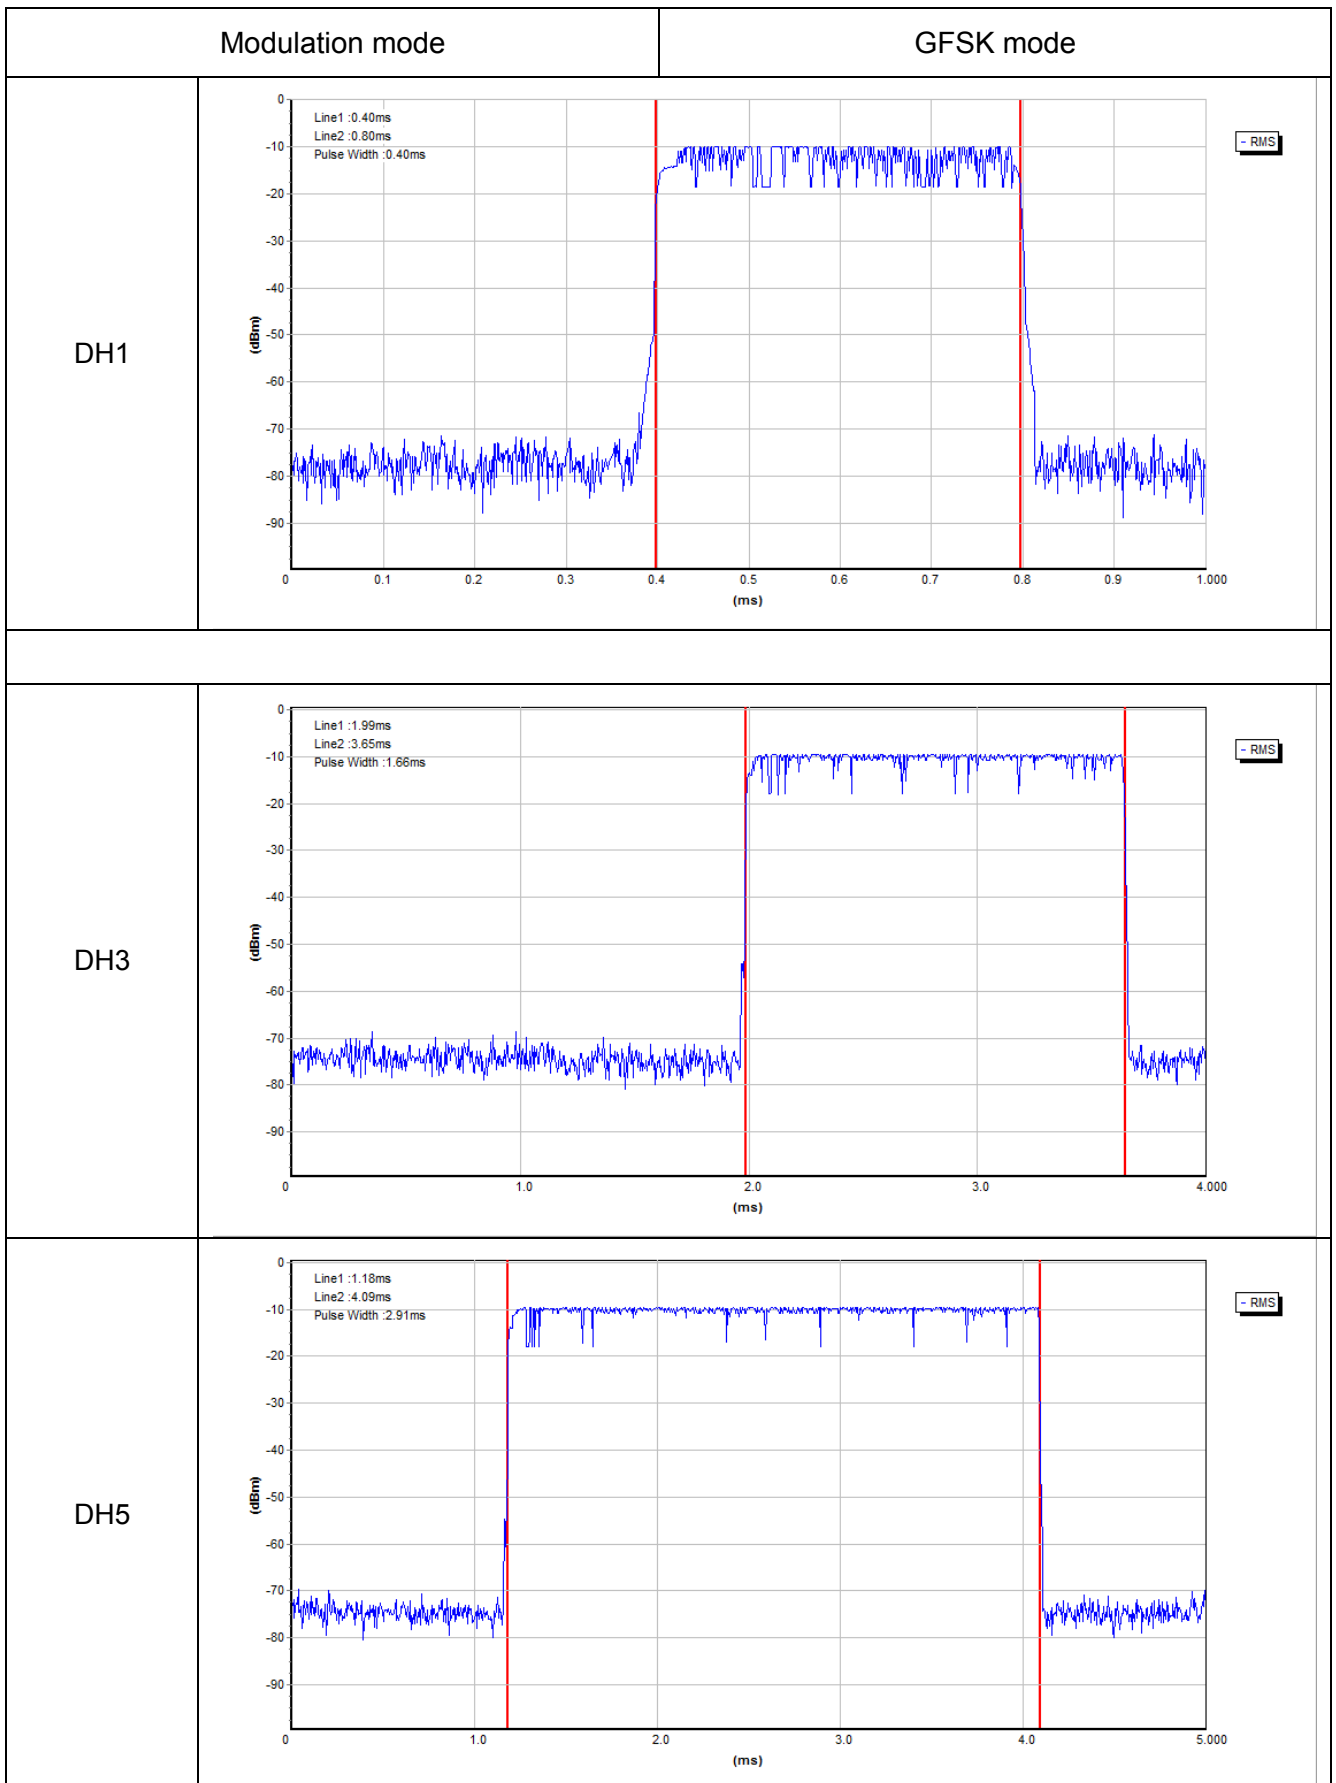 Modulation mode GFSK mode
DH1
Line1 :0.40ms
Line2 :0.80ms
Pulse Width :0.40ms
- RMS
(dBm)
0
-10
-20
-30
-40
-50
-60
-70
-80
-90
0 0.1 0.2 0.3 0.4 0.5 0.6 0.7 0.8 0.9 1.000
(ms)
DH3
Line1 :1.99ms
Line2 :3.65ms
Pulse Width :1.66ms
- RMS
(dBm)
0
-10
-20
-30
-40
-50
-60
-70
-80
-90
0 1.0 2.0 3.0 4.000
(ms)
DH5
Line1 :1.18ms
Line2 :4.09ms
Pulse Width :2.91ms
- RMS
(dBm)
0
-10
-20
-30
-40
-50
-60
-70
-80
-90
0 1.0 2.0 3.0 4.0 5.000
(ms)